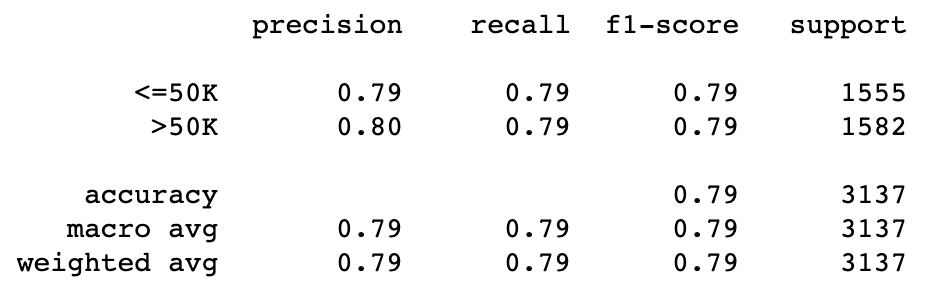 precision recall f1-score support
<=50K 0.79 0.79 0.79 1555
>50K 0.80 0.79 0.79 1582
accuracy 0.79 3137
macro avg 0.79 0.79 0.79 3137
weighted avg 0.79 0.79 0.79 3137